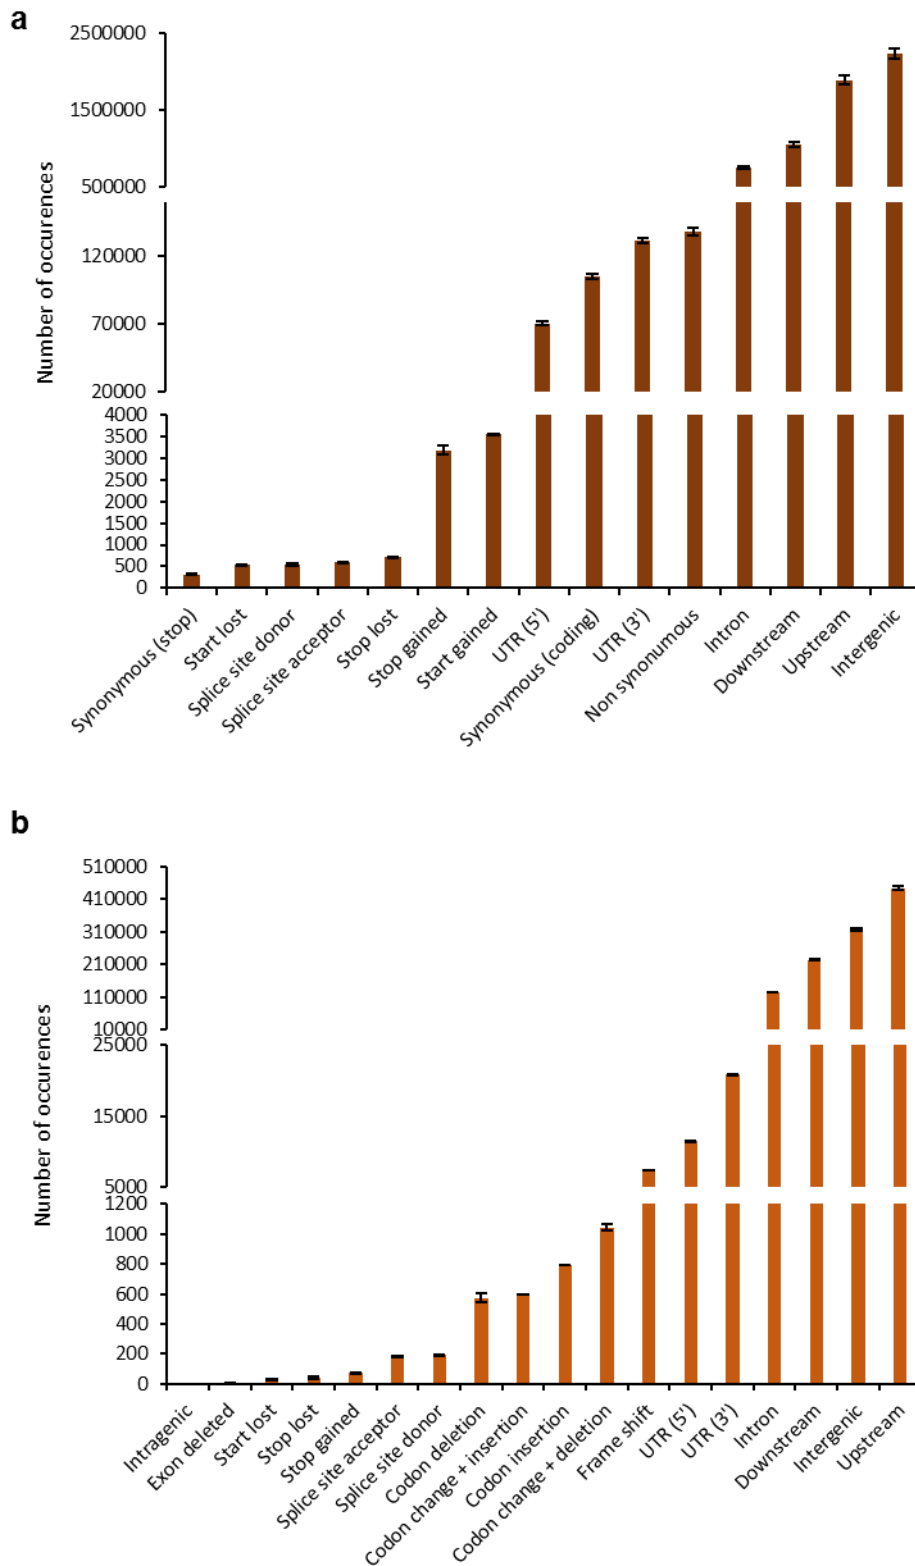 a
Number of occurences
2500000
1500000
500000
120000
70000
20000
4000
3500
3000
2500
2000
1500
1000
500
0
Synonymous (stop)
Start lost
Splice site donor
Splice site acceptor
Stop lost
Stop gained
Start gained
UTR (5')
Synonymous (coding)
UTR (3')
Non synonumous
Intron
Downstream
Upstream
Intergenic
b
Number of occurences
510000
410000
310000
210000
110000
10000
25000
15000
5000
1200
1000
800
600
400
200
0
Intragenic
Exon deleted
Start lost
Stop lost
Stop gained
Splice site acceptor
Splice site donor
Codon deletion
Codon change + insertion
Codon insertion
Codon change + deletion
Frame shift
UTR (5')
UTR (3')
Intron
Downstream
Intergenic
Upstream